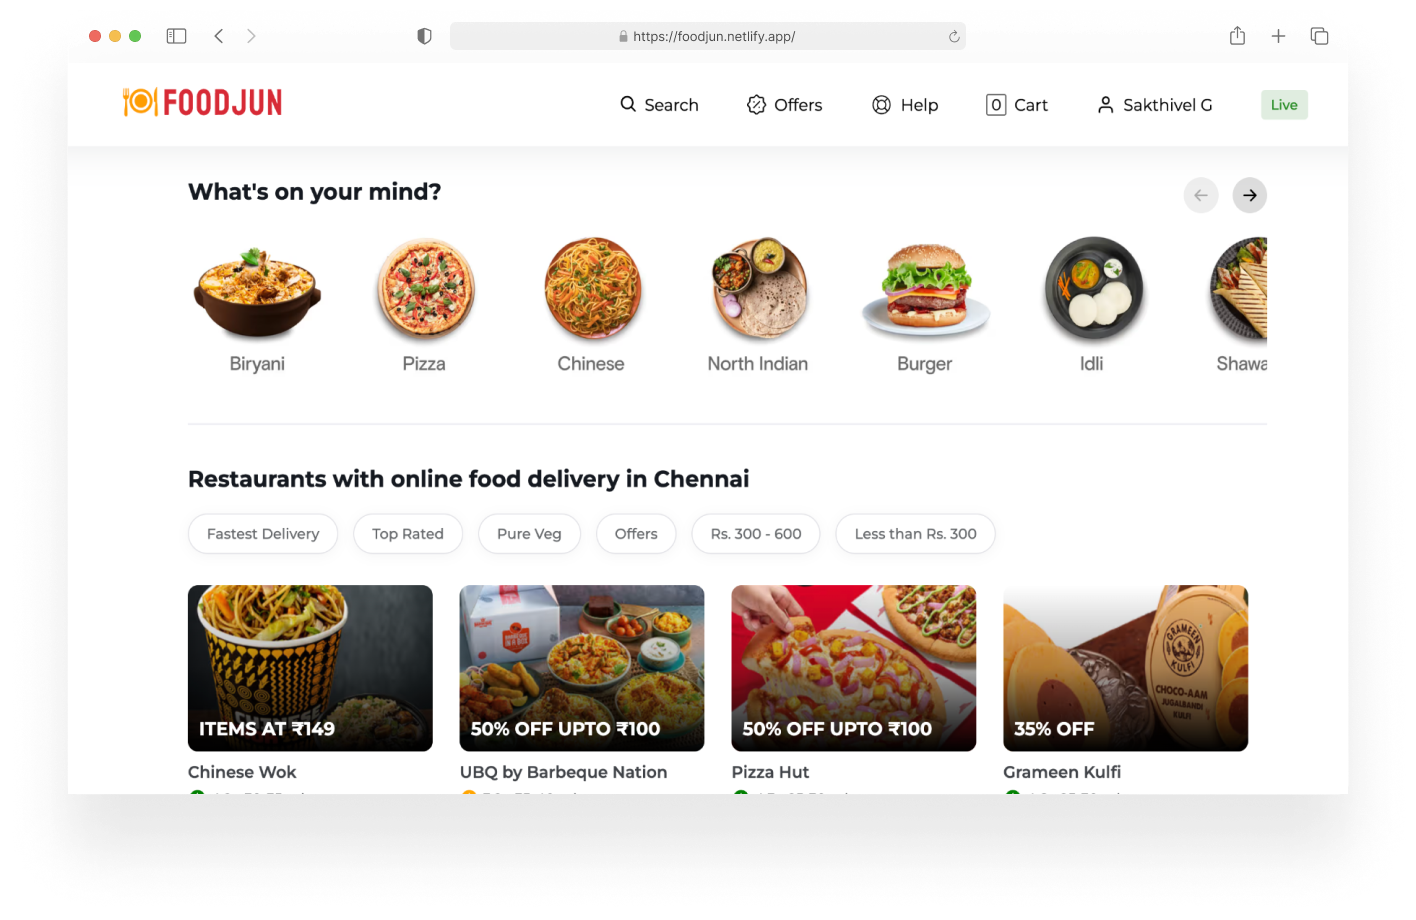 https://foodjun.netlify.app/
FOODJUN
Search
Offers
Help
0 Cart
Sakthivel G
Live
What's on your mind?
Biryani
Pizza
Chinese
North Indian
Burger
Idli
Shawa
Restaurants with online food delivery in Chennai
Fastest Delivery
Top Rated
Pure Veg
Offers
Rs. 300 - 600
Less than Rs. 300
GRAMEEN
KULFI
CHOCO-AAM
JUGALBANDI
KULFI
ITEMS AT ₹149
50% OFF UPTO ₹100
50% OFF UPTO ₹100
35% OFF
Chinese Wok
UBQ by Barbeque Nation
Pizza Hut
Grameen Kulfi